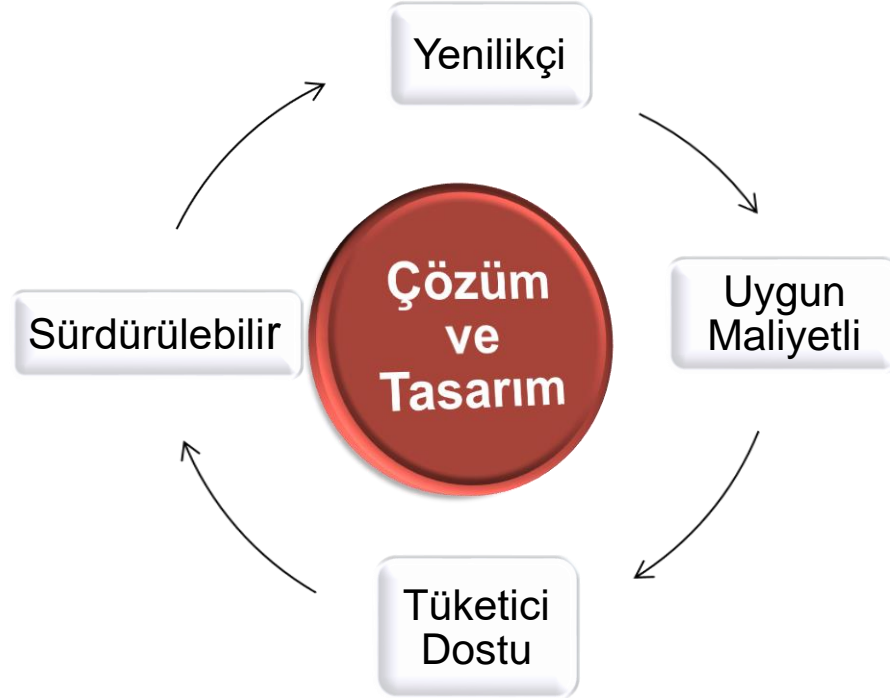 Yenilikçi
Uygun
Maliyetli
Tüketici
Dostu
Sürdürülebilir
Çözüm
ve
Tasarım